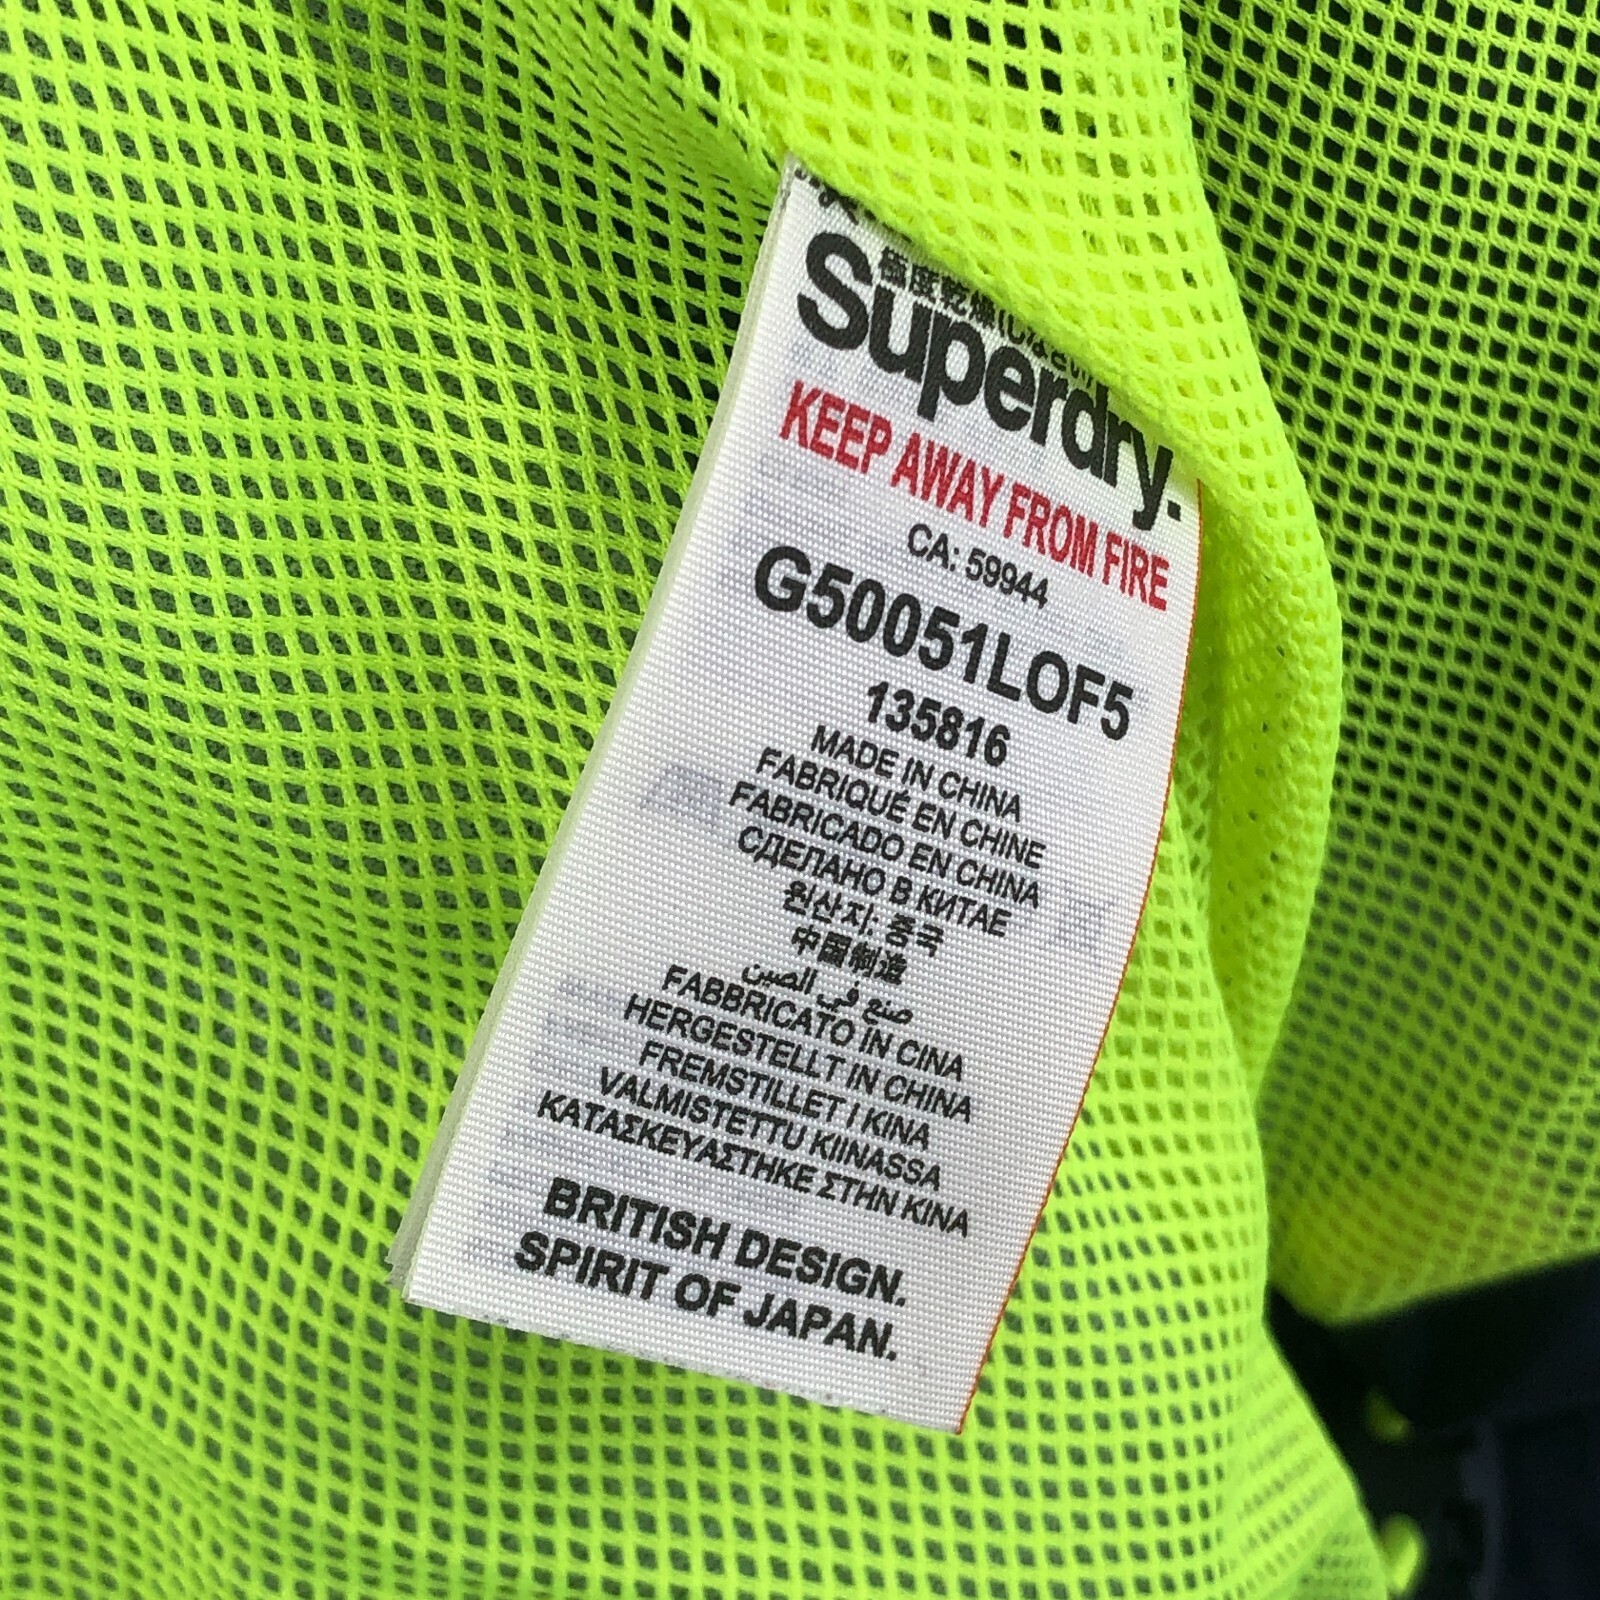 極度乾燥(しなさい)
Superdry.
KEEP AWAY FROM FIRE
CA: 59944
G50051LOF5
135816
MADE IN CHINA
FABRIQUÉ EN CHINE
FABRICADO EN CHINA
СДЕЛАНО В КИТАЕ
원산지: 중국
中国制造
صنع في الصين
FABBRICATO IN CINA
HERGESTELLT IN CHINA
FREMSTILLET I KINA
VALMISTETTU KIINASSA
ΚΑΤΑΣΚΕΥΑΣΤΗΚΕ ΣΤΗΝ ΚΙΝΑ
BRITISH DESIGN.
SPIRIT OF JAPAN.